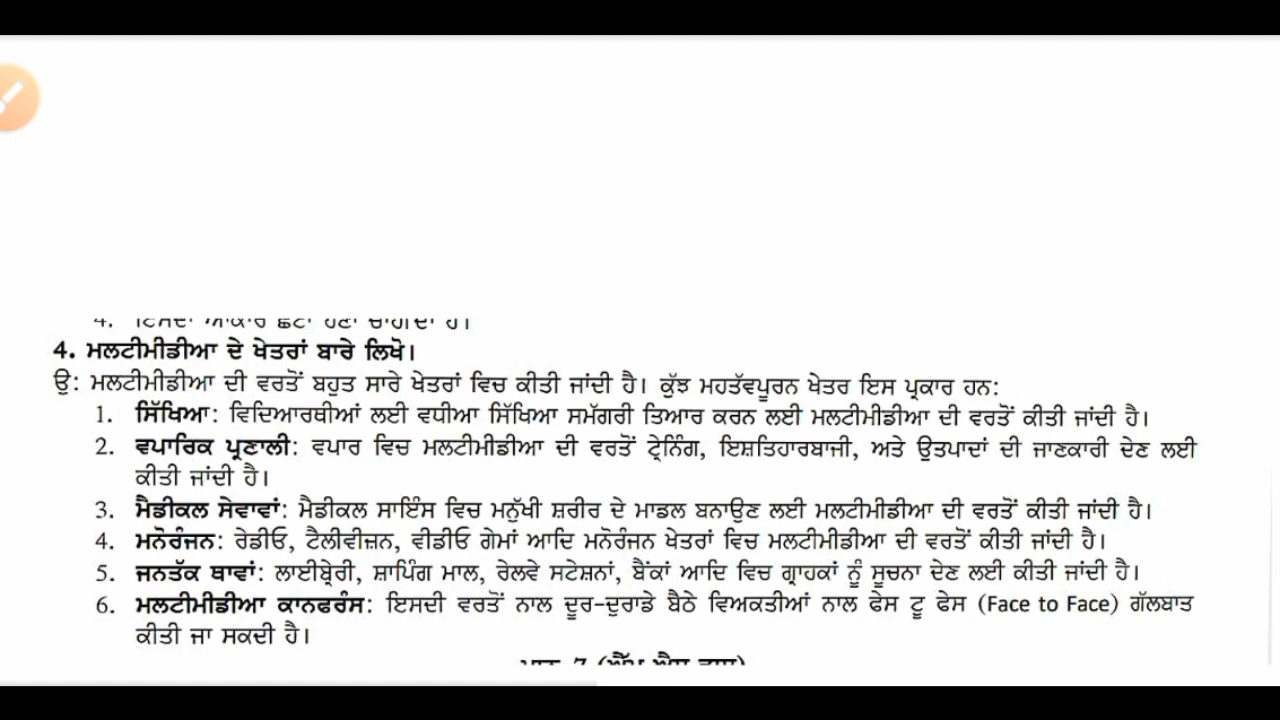 4.
4. ਮਲਟੀਮੀਡੀਆ ਦੇ ਖੇਤਰਾਂ ਬਾਰੇ ਲਿਖੋ।
ਉ: ਮਲਟੀਮੀਡੀਆ ਦੀ ਵਰਤੋਂ ਬਹੁਤ ਸਾਰੇ ਖੇਤਰਾਂ ਵਿਚ ਕੀਤੀ ਜਾਂਦੀ ਹੈ। ਕੁੱਝ ਮਹਤੱਵਪੂਰਨ ਖੇਤਰ ਇਸ ਪ੍ਰਕਾਰ ਹਨ:
1. ਸਿੱਖਿਆ: ਵਿਦਿਆਰਥੀਆਂ ਲਈ ਵਧੀਆ ਸਿੱਖਿਆ ਸਮੱਗਰੀ ਤਿਆਰ ਕਰਨ ਲਈ ਮਲਟੀਮੀਡੀਆ ਦੀ ਵਰਤੋਂ ਕੀਤੀ ਜਾਂਦੀ ਹੈ।
2. ਵਪਾਰਿਕ ਪ੍ਰਣਾਲੀ: ਵਪਾਰ ਵਿਚ ਮਲਟੀਮੀਡੀਆ ਦੀ ਵਰਤੋਂ ਟ੍ਰੇਨਿੰਗ, ਇਸ਼ਤਿਹਾਰਬਾਜੀ, ਅਤੇ ਉਤਪਾਦਾਂ ਦੀ ਜਾਣਕਾਰੀ ਦੇਣ ਲਈ
ਕੀਤੀ ਜਾਂਦੀ ਹੈ।
3. ਮੈਡੀਕਲ ਸੇਵਾਵਾਂ: ਮੈਡੀਕਲ ਸਾਇੰਸ ਵਿਚ ਮਨੁੱਖੀ ਸ਼ਰੀਰ ਦੇ ਮਾਡਲ ਬਨਾਉਣ ਲਈ ਮਲਟੀਮੀਡੀਆ ਦੀ ਵਰਤੋਂ ਕੀਤੀ ਜਾਂਦੀ ਹੈ।
4. ਮਨੋਰੰਜਨ: ਰੇਡੀਓ, ਟੈਲੀਵੀਜ਼ਨ, ਵੀਡੀਓ ਗੇਮਾਂ ਆਦਿ ਮਨੋਰੰਜਨ ਖੇਤਰਾਂ ਵਿਚ ਮਲਟੀਮੀਡੀਆ ਦੀ ਵਰਤੋਂ ਕੀਤੀ ਜਾਂਦੀ ਹੈ।
5. ਜਨਤੱਕ ਥਾਵਾਂ: ਲਾਈਬ੍ਰੇਰੀ, ਸ਼ਾਪਿੰਗ ਮਾਲ, ਰੇਲਵੇ ਸਟੇਸ਼ਨਾਂ, ਬੈਂਕਾਂ ਆਦਿ ਵਿਚ ਗ੍ਰਾਹਕਾਂ ਨੂੰ ਸੂਚਨਾ ਦੇਣ ਲਈ ਕੀਤੀ ਜਾਂਦੀ ਹੈ।
6. ਮਲਟੀਮੀਡੀਆ ਕਾਨਫਰੰਸ: ਇਸਦੀ ਵਰਤੋਂ ਨਾਲ ਦੂਰ-ਦੁਰਾਡੇ ਬੈਠੇ ਵਿਅਕਤੀਆਂ ਨਾਲ ਫੇਸ ਟੂ ਫੇਸ (Face to Face) ਗੱਲਬਾਤ
ਕੀਤੀ ਜਾ ਸਕਦੀ ਹੈ।